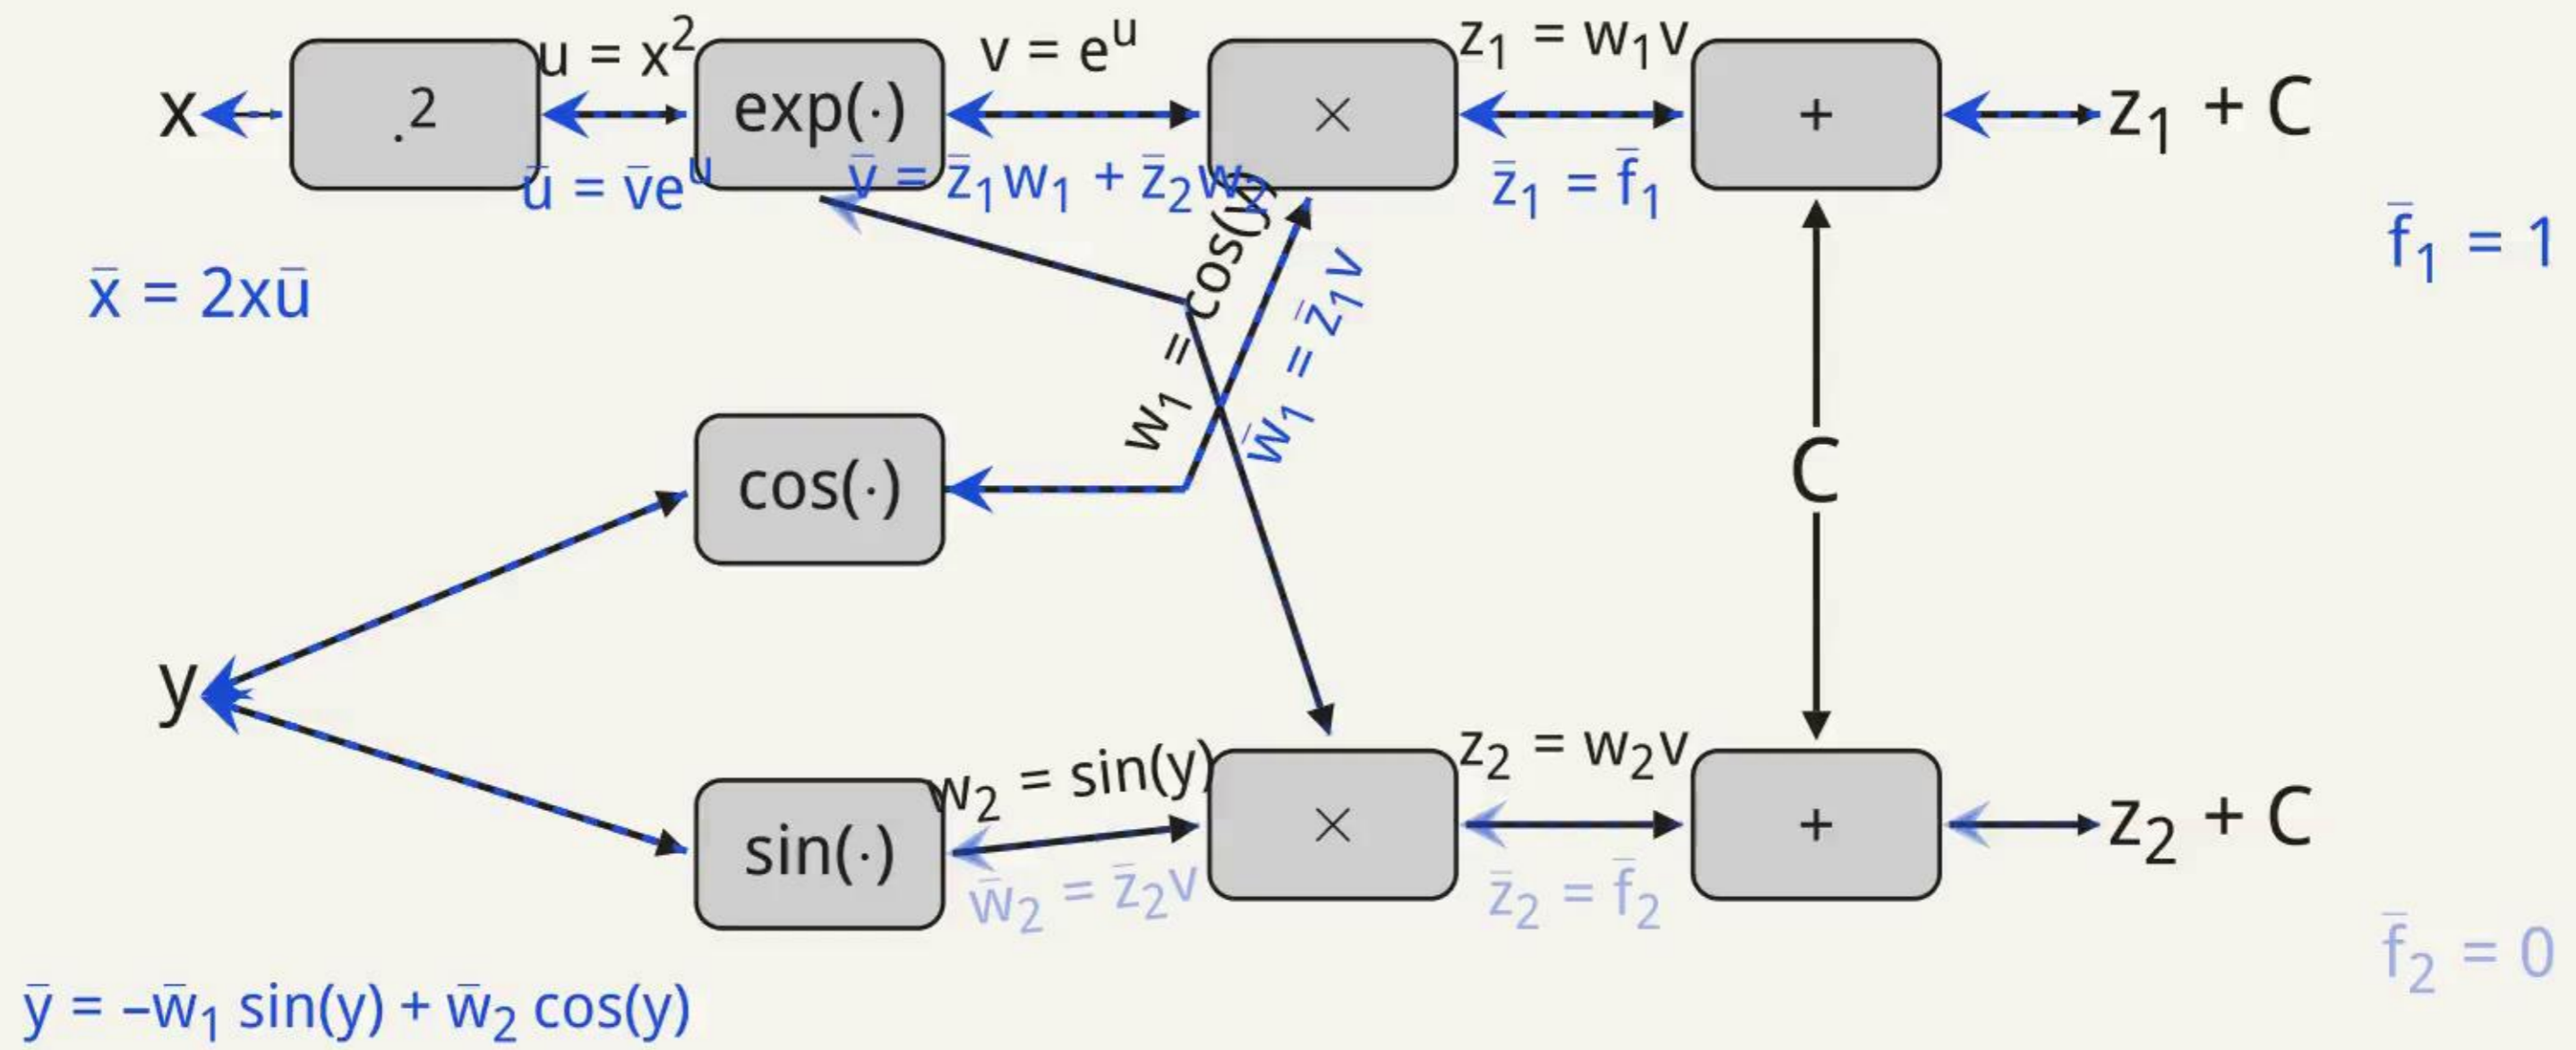 x
.²
u = x²
exp(·)
v = eᵘ
×
z₁ = w₁v
+
z₁ + C
ū = v̄eᵘ
v̄ = z̄₁w₁ + z̄₂w₂
z̄₁ = f̄₁
f̄₁ = 1
x̄ = 2xū
w₁ = cos(y)
w̄₁ = z̄₁v
cos(·)
C
y
sin(·)
w₂ = sin(y)
×
z₂ = w₂v
+
z₂ + C
w̄₂ = z̄₂v
z̄₂ = f̄₂
f̄₂ = 0
ȳ = –w̄₁ sin(y) + w̄₂ cos(y)